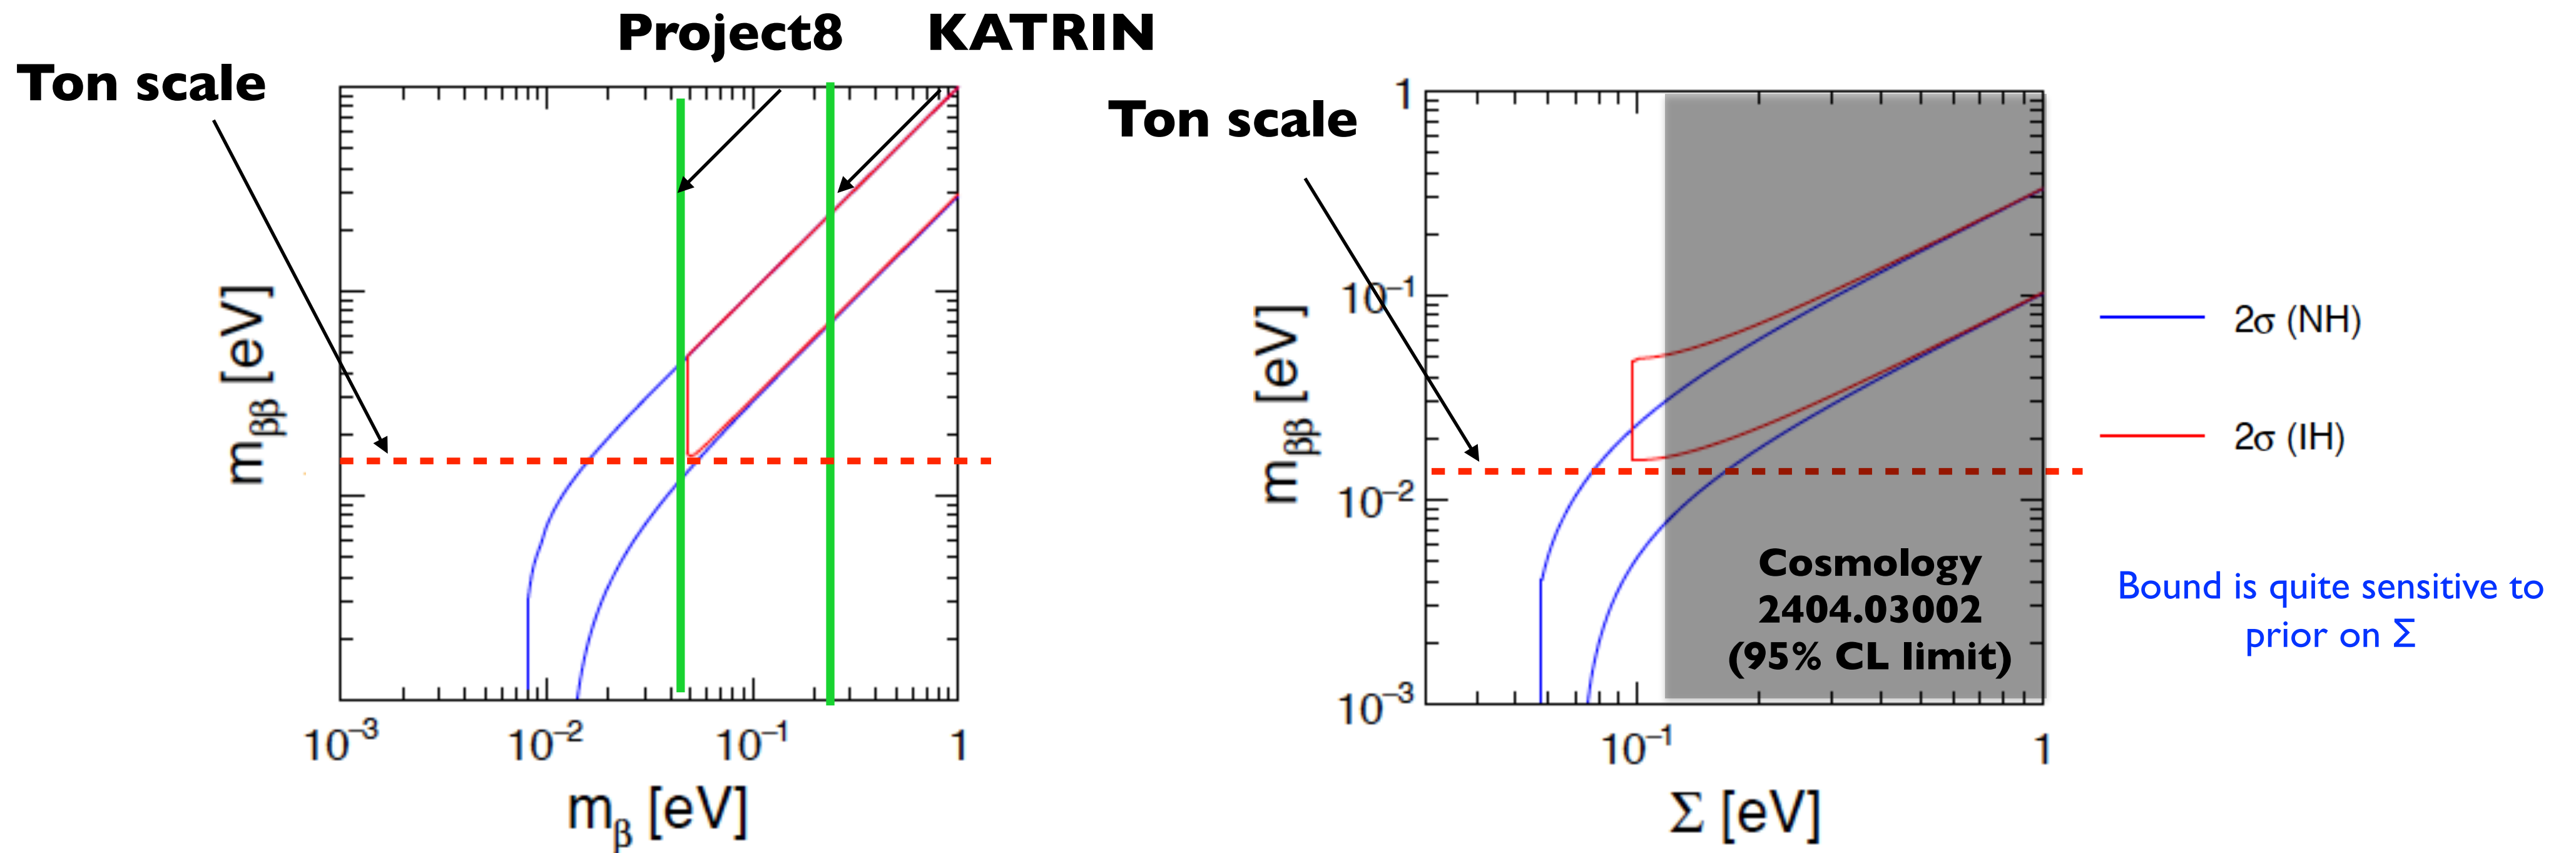 Project8
KATRIN
Ton scale
m_ββ [eV]
10⁻³
10⁻²
10⁻¹
1
m_β [eV]
Ton scale
1
10⁻¹
10⁻²
10⁻³
m_ββ [eV]
Cosmology
2404.03002
(95% CL limit)
10⁻¹
1
Σ [eV]
2σ (NH)
2σ (IH)
Bound is quite sensitive to
prior on Σ